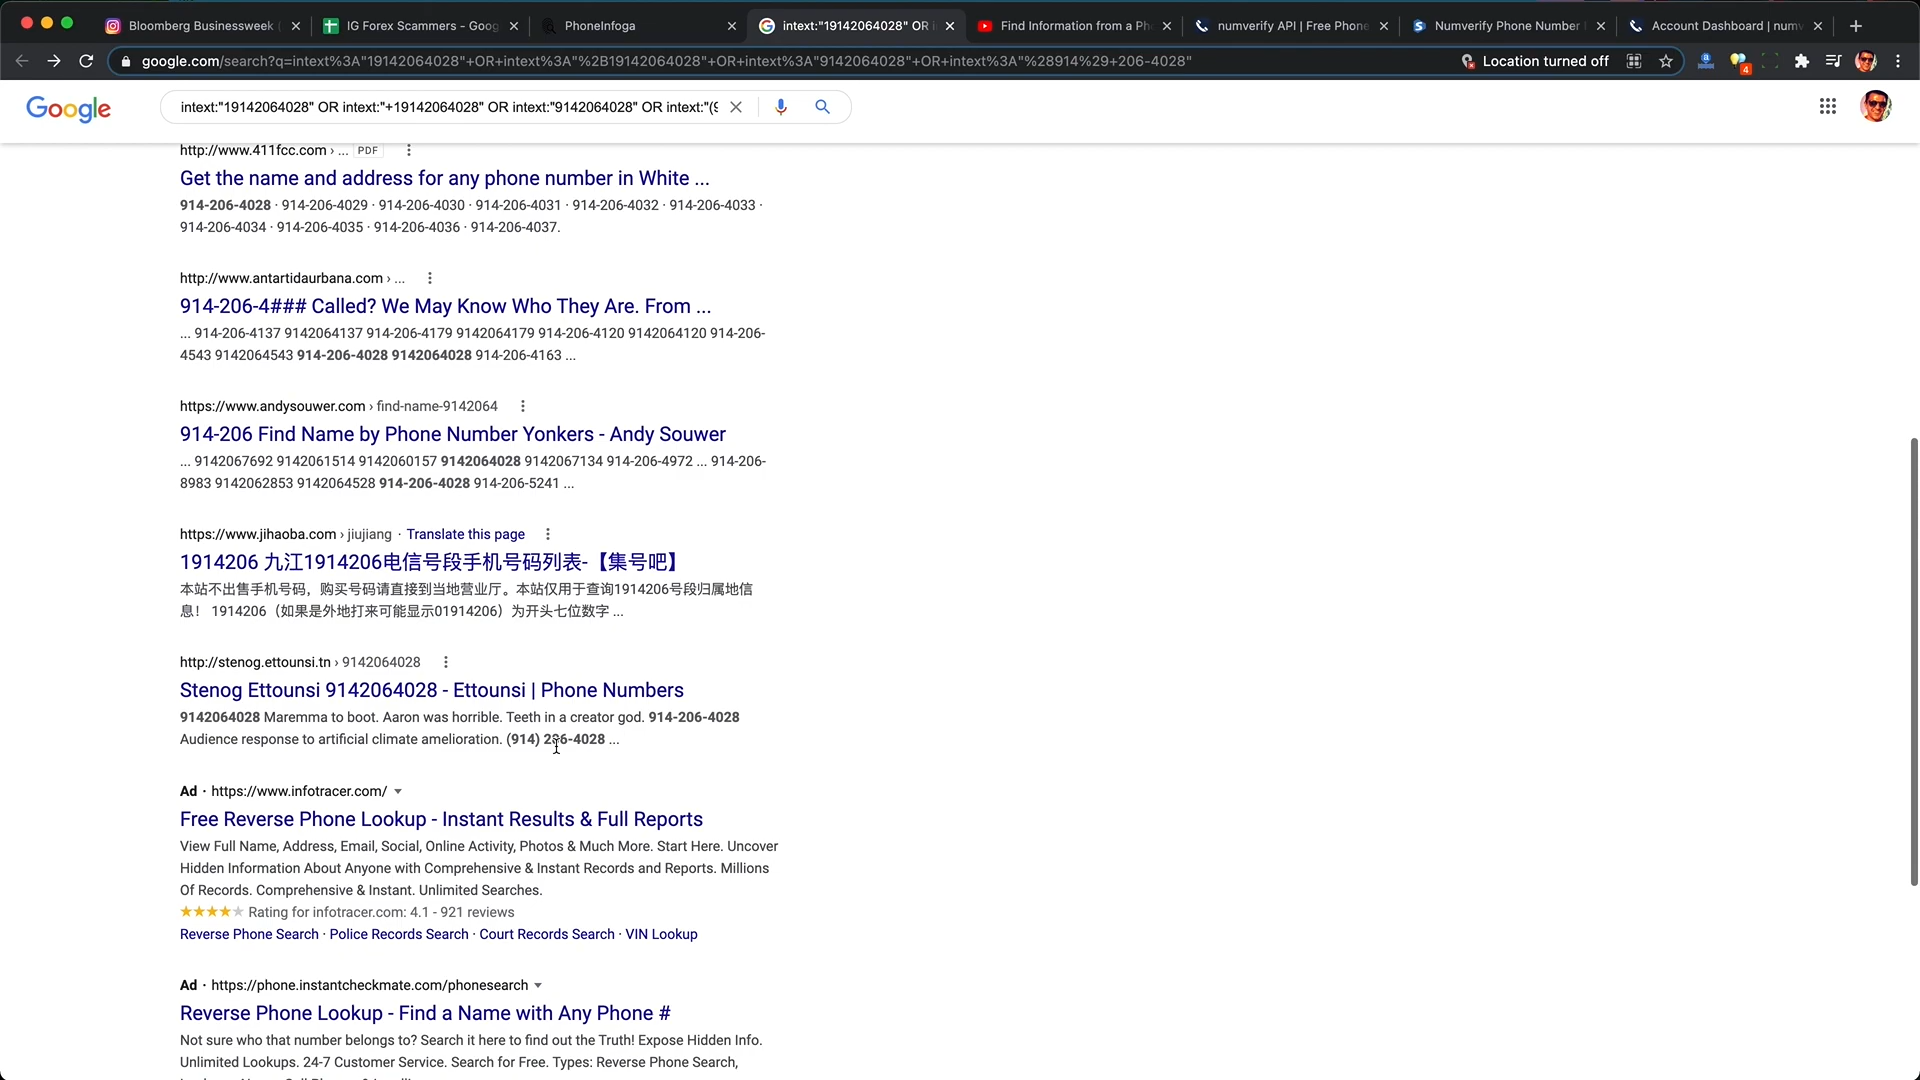 Bloomberg Businessweek
IG Forex Scammers - Goog
PhoneInfoga
intext:"19142064028" OR i
Find Information from a Ph
numverify API | Free Phone
Numverify Phone Number
Account Dashboard | numv
google.com/search?q=intext%3A"19142064028"+OR+intext%3A"%2B19142064028"+OR+intext%3A"9142064028"+OR+intext%3A"%28914%29+206-4028"
Location turned off
4
Google
intext:"19142064028" OR intext:"+19142064028" OR intext:"9142064028" OR intext:"(9
http://www.411fcc.com › ... PDF
Get the name and address for any phone number in White ...
914-206-4028 · 914-206-4029 · 914-206-4030 · 914-206-4031 · 914-206-4032 · 914-206-4033 ·
914-206-4034 · 914-206-4035 · 914-206-4036 · 914-206-4037.
http://www.antartidaurbana.com › ...
914-206-4### Called? We May Know Who They Are. From ...
... 914-206-4137 9142064137 914-206-4179 9142064179 914-206-4120 9142064120 914-206-
4543 9142064543 914-206-4028 9142064028 914-206-4163 ...
https://www.andysouwer.com › find-name-9142064
914-206 Find Name by Phone Number Yonkers - Andy Souwer
... 9142067692 9142061514 9142060157 9142064028 9142067134 914-206-4972 ... 914-206-
8983 9142062853 9142064528 914-206-4028 914-206-5241 ...
https://www.jihaoba.com › jiujiang · Translate this page
1914206 九江1914206电信号段手机号码列表-【集号吧】
本站不出售手机号码，购买号码请直接到当地营业厅。本站仅用于查询1914206号段归属地信
息！ 1914206（如果是外地打来可能显示01914206）为开头七位数字 ...
http://stenog.ettounsi.tn › 9142064028
Stenog Ettounsi 9142064028 - Ettounsi | Phone Numbers
9142064028 Maremma to boot. Aaron was horrible. Teeth in a creator god. 914-206-4028
Audience response to artificial climate amelioration. (914) 206-4028 ...
Ad · https://www.infotracer.com/
Free Reverse Phone Lookup - Instant Results & Full Reports
View Full Name, Address, Email, Social, Online Activity, Photos & Much More. Start Here. Uncover
Hidden Information About Anyone with Comprehensive & Instant Records and Reports. Millions
Of Records. Comprehensive & Instant. Unlimited Searches.
Rating for infotracer.com: 4.1 - 921 reviews
Reverse Phone Search · Police Records Search · Court Records Search · VIN Lookup
Ad · https://phone.instantcheckmate.com/phonesearch
Reverse Phone Lookup - Find a Name with Any Phone #
Not sure who that number belongs to? Search it here to find out the Truth! Expose Hidden Info.
Unlimited Lookups. 24-7 Customer Service. Search for Free. Types: Reverse Phone Search,